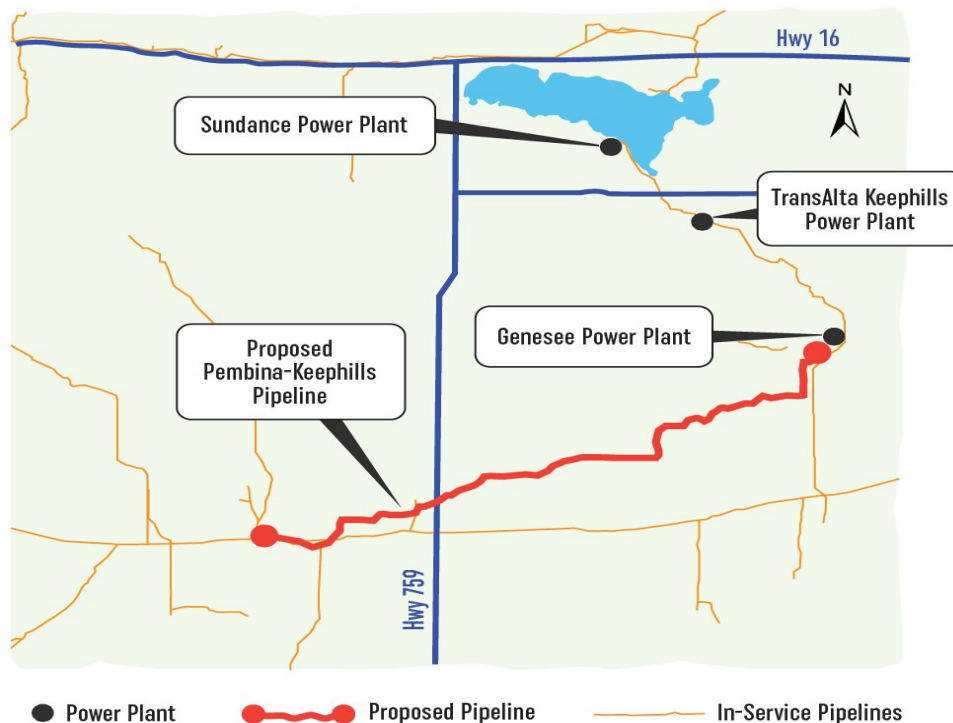 Hwy 16
N
Sundance Power Plant
TransAlta Keephills
Power Plant
Genesee Power Plant
Proposed
Pembina-Keephills
Pipeline
Hwy 759
Power Plant
Proposed Pipeline
In-Service Pipelines